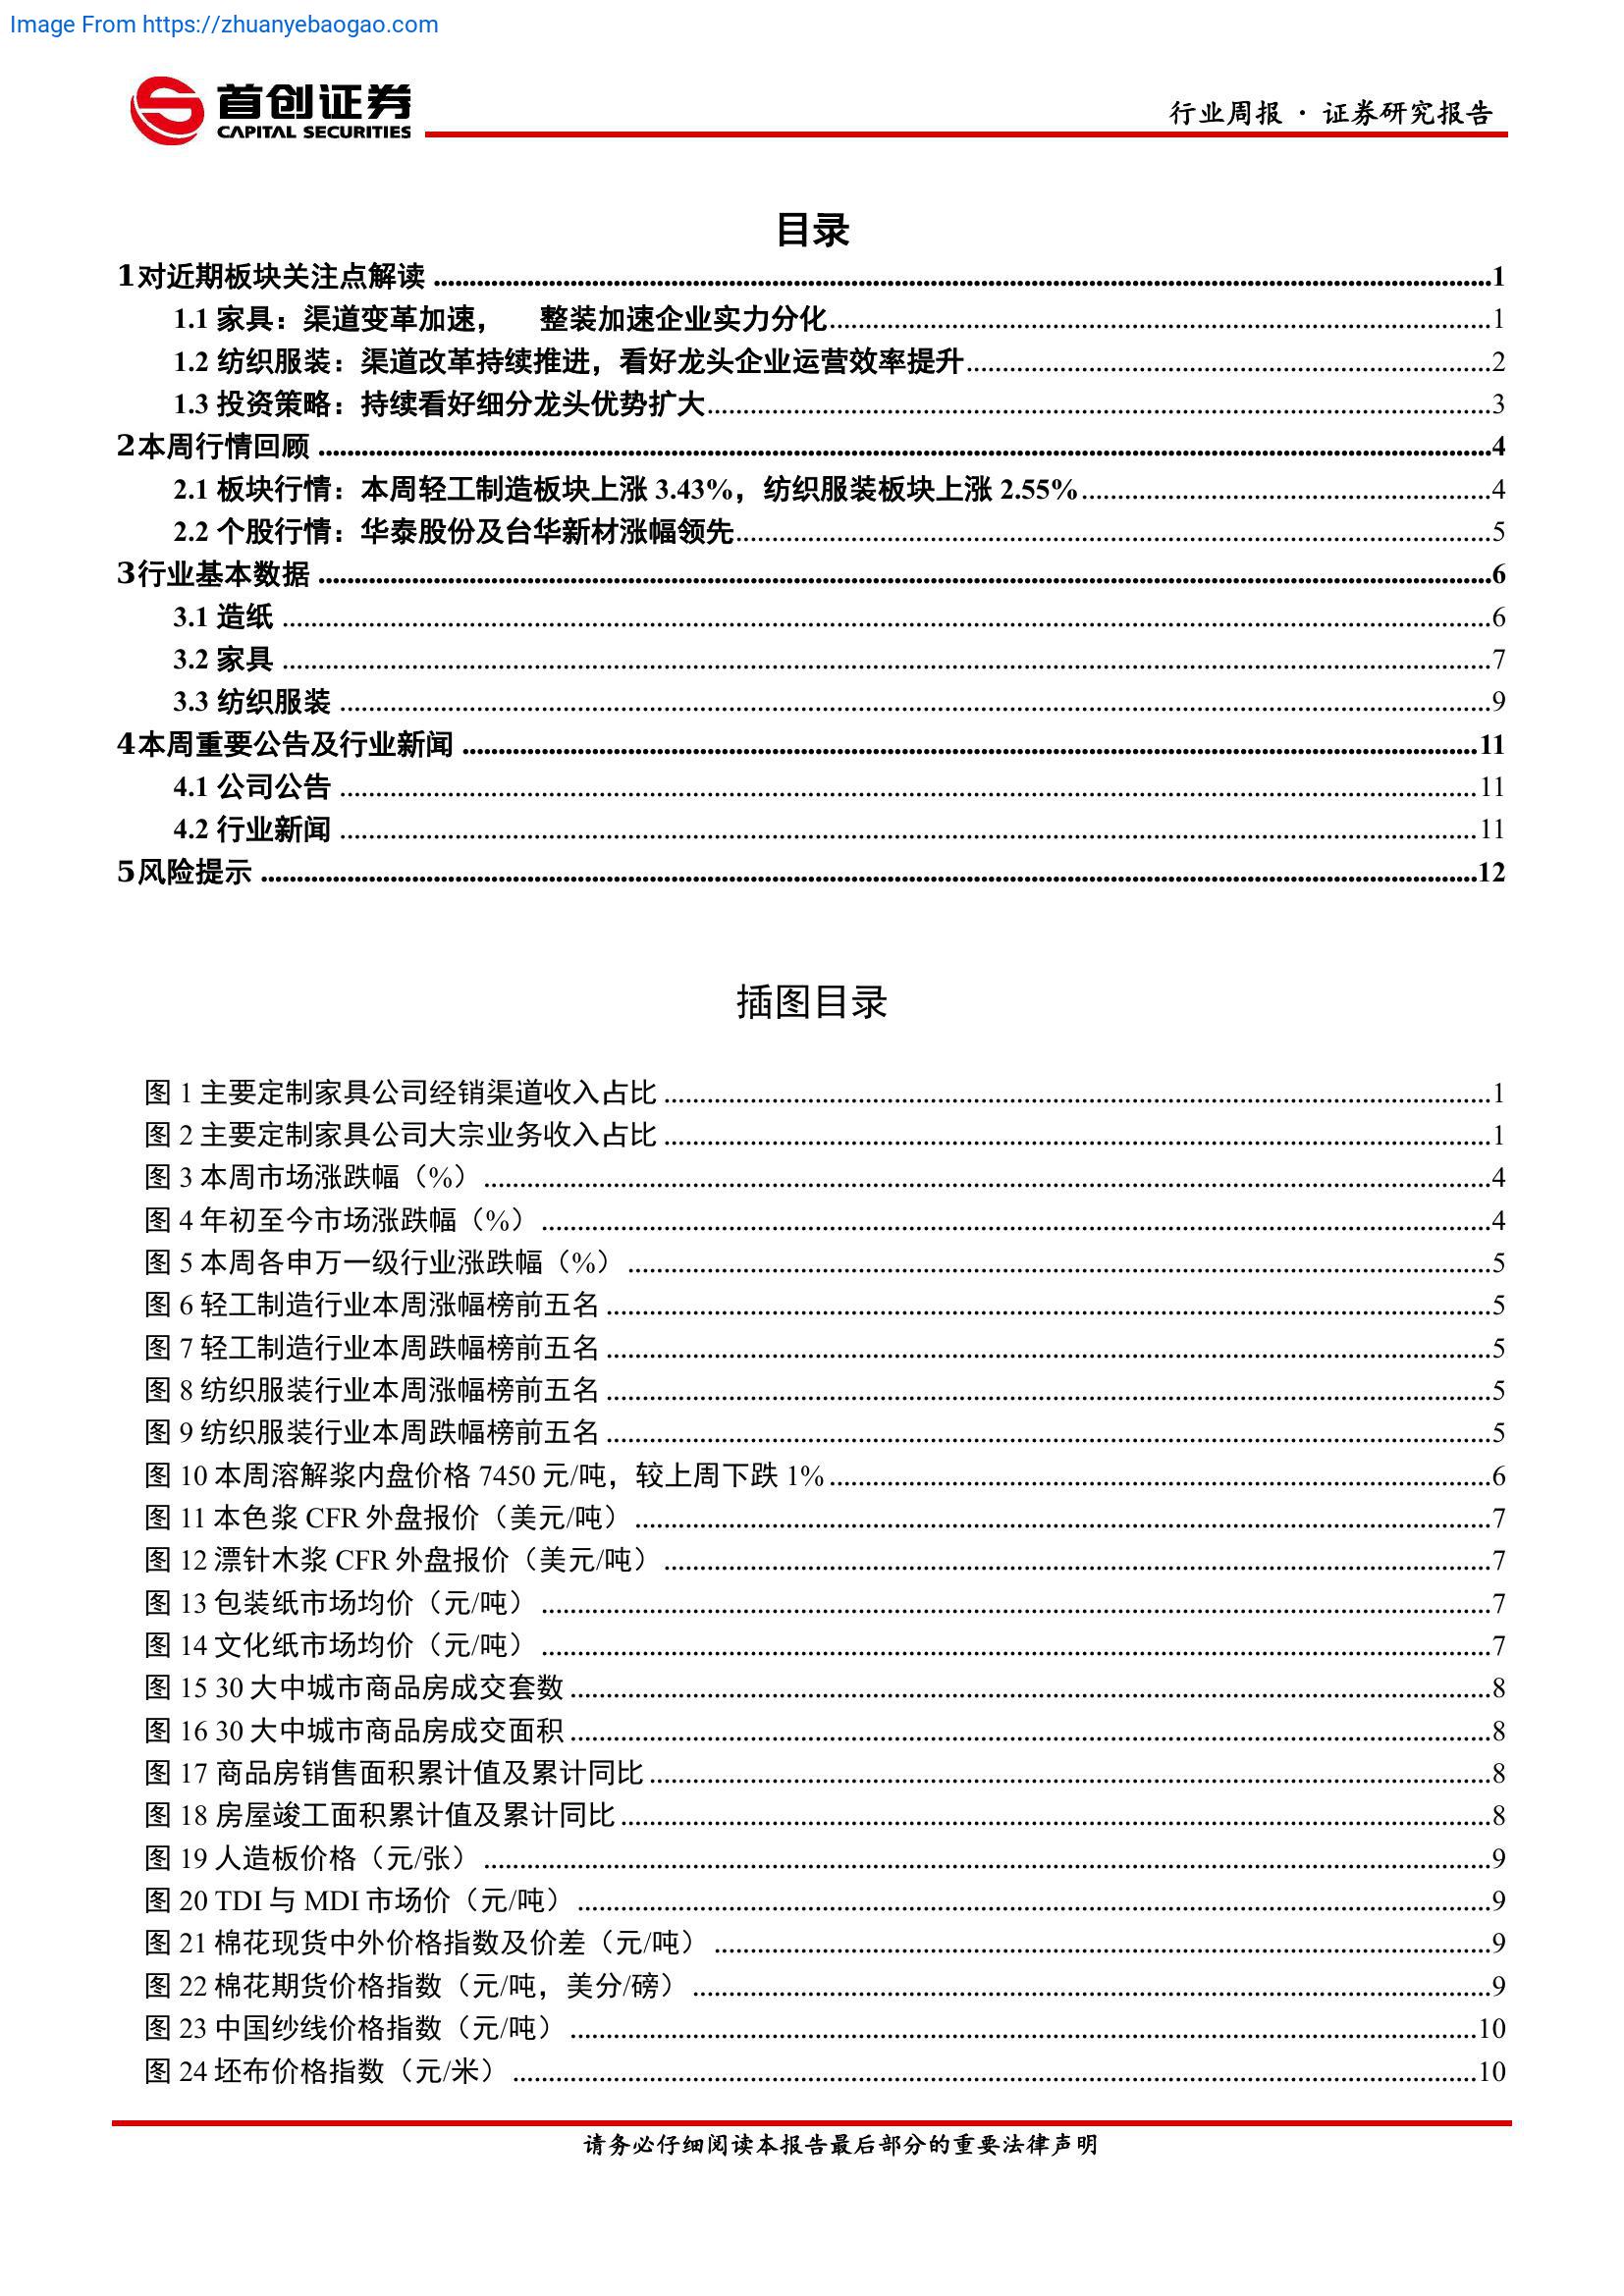 Image From https://zhuanyebaogao.com
首创证券
CAPITAL SECURITIES
行业周报 · 证券研究报告
目录
1对近期板块关注点解读 ........ 1
1.1 家具：渠道变革加速， 整装加速企业实力分化 ........ 1
1.2 纺织服装：渠道改革持续推进，看好龙头企业运营效率提升 ........ 2
1.3 投资策略：持续看好细分龙头优势扩大 ........ 3
2本周行情回顾 ........ 4
2.1 板块行情：本周轻工制造板块上涨 3.43%，纺织服装板块上涨 2.55% ........ 4
2.2 个股行情：华泰股份及台华新材涨幅领先 ........ 5
3行业基本数据 ........ 6
3.1 造纸 ........ 6
3.2 家具 ........ 7
3.3 纺织服装 ........ 9
4本周重要公告及行业新闻 ........ 11
4.1 公司公告 ........ 11
4.2 行业新闻 ........ 11
5风险提示 ........ 12
插图目录
图 1 主要定制家具公司经销渠道收入占比 ........ 1
图 2 主要定制家具公司大宗业务收入占比 ........ 1
图 3 本周市场涨跌幅（%） ........ 4
图 4 年初至今市场涨跌幅（%） ........ 4
图 5 本周各申万一级行业涨跌幅（%） ........ 5
图 6 轻工制造行业本周涨幅榜前五名 ........ 5
图 7 轻工制造行业本周跌幅榜前五名 ........ 5
图 8 纺织服装行业本周涨幅榜前五名 ........ 5
图 9 纺织服装行业本周跌幅榜前五名 ........ 5
图 10 本周溶解浆内盘价格 7450 元/吨，较上周下跌 1% ........ 6
图 11 本色浆 CFR 外盘报价（美元/吨） ........ 7
图 12 漂针木浆 CFR 外盘报价（美元/吨） ........ 7
图 13 包装纸市场均价（元/吨） ........ 7
图 14 文化纸市场均价（元/吨） ........ 7
图 15 30 大中城市商品房成交套数 ........ 8
图 16 30 大中城市商品房成交面积 ........ 8
图 17 商品房销售面积累计值及累计同比 ........ 8
图 18 房屋竣工面积累计值及累计同比 ........ 8
图 19 人造板价格（元/张） ........ 9
图 20 TDI 与 MDI 市场价（元/吨） ........ 9
图 21 棉花现货中外价格指数及价差（元/吨） ........ 9
图 22 棉花期货价格指数（元/吨，美分/磅） ........ 9
图 23 中国纱线价格指数（元/吨） ........ 10
图 24 坯布价格指数（元/米） ........ 10
请务必仔细阅读本报告最后部分的重要法律声明